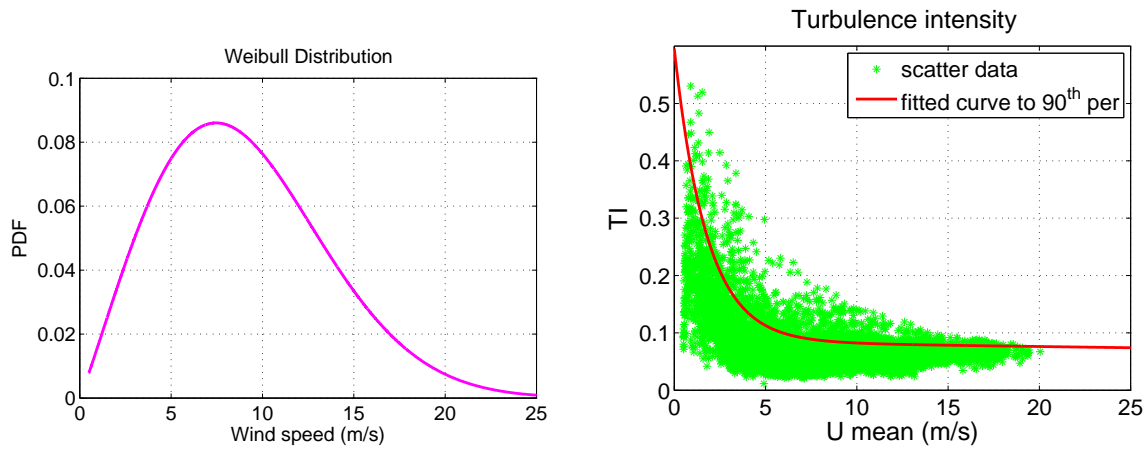 Weibull Distribution
0.1
0.08
0.06
0.04
0.02
0
PDF
0 5 10 15 20 25
Wind speed (m/s)
Turbulence intensity
scatter data
fitted curve to 90th per
0.5
0.4
0.3
0.2
0.1
0
TI
0 5 10 15 20 25
U mean (m/s)